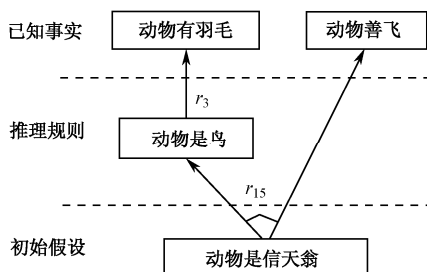 已知事实
动物有羽毛
动物善飞
r3
推理规则
动物是鸟
r15
初始假设
动物是信天翁